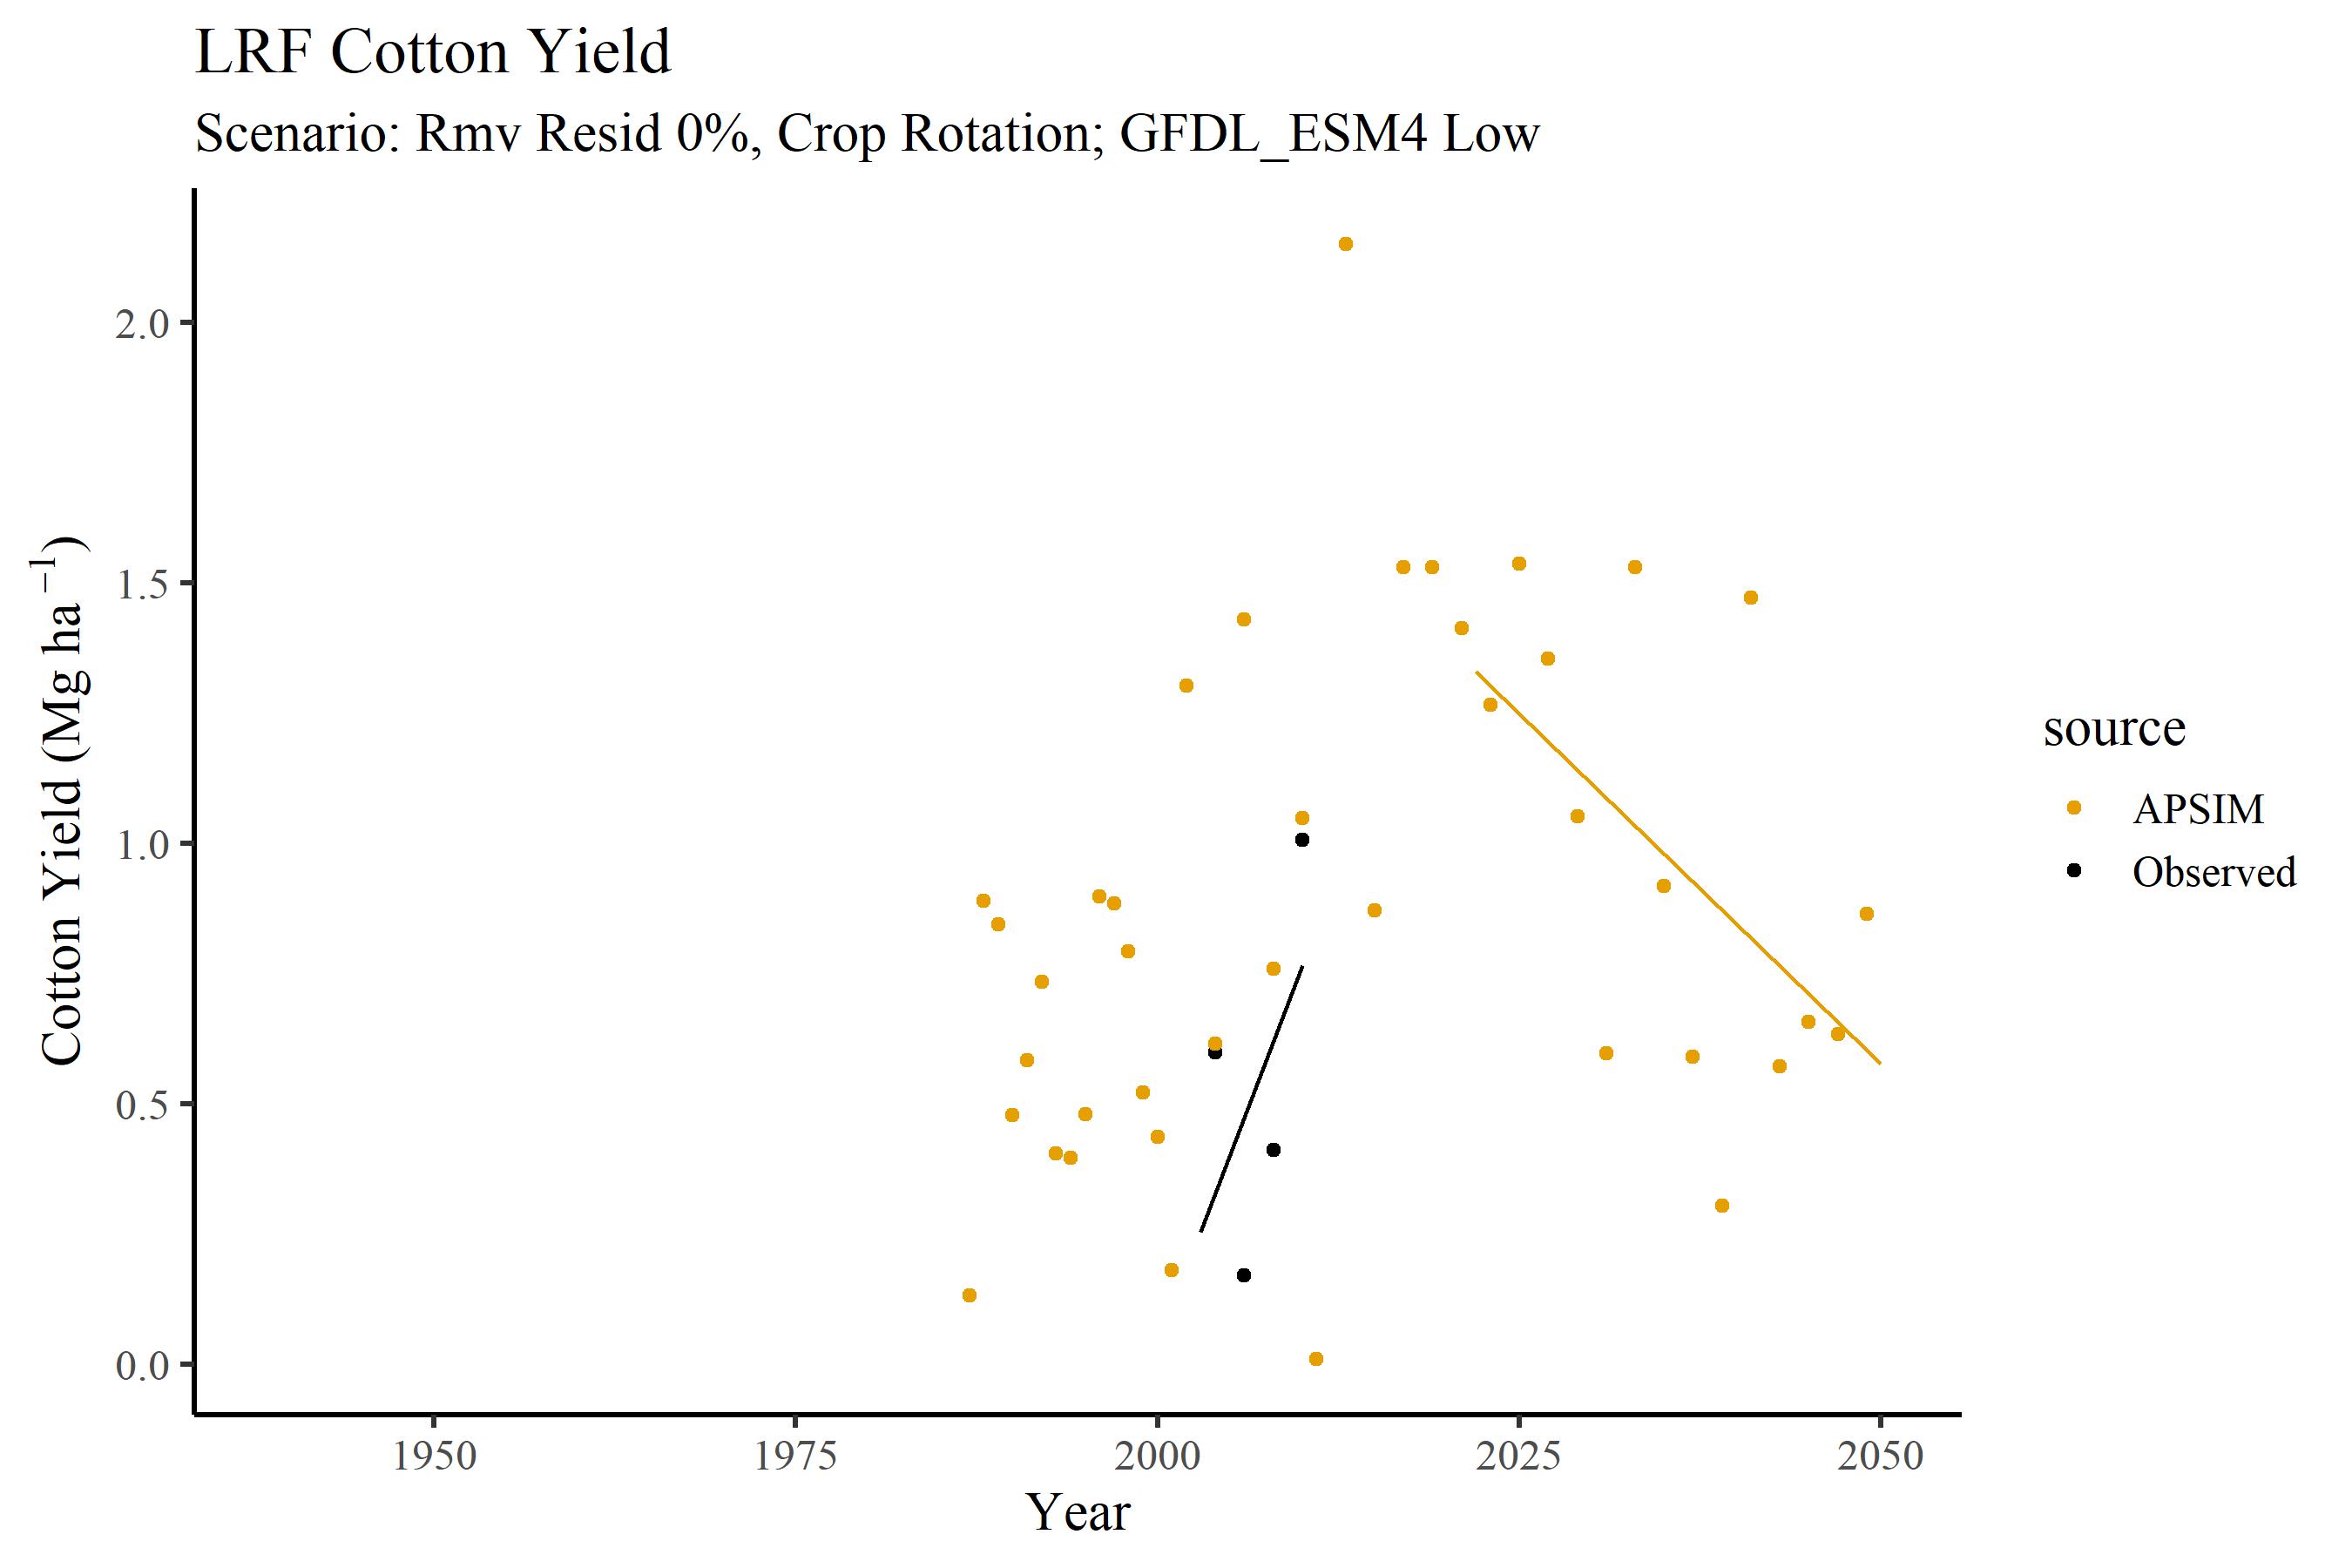 LRF Cotton Yield
Scenario: Rmv Resid 0%, Crop Rotation; GFDL_ESM4 Low
Cotton Yield (Mg ha⁻¹)
2.0
1.5
1.0
0.5
0.0
1950 1975 2000 2025 2050
Year
source
APSIM
Observed